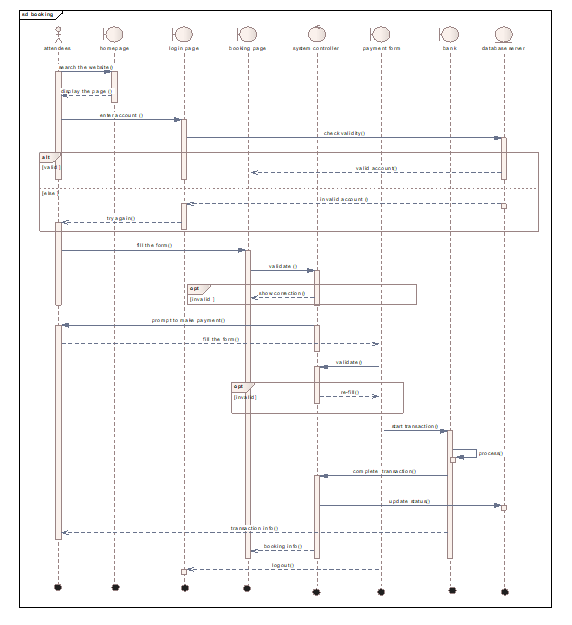 sd booking
attendees
homepage
login page
booking page
system controller
payment form
bank
database server
search the website()
display the page ()
enter account ()
check validity()
alt
[valid ]
valid account()
[else ]
invalid account ()
try again()
fill the form()
validate ()
opt
show correction()
[invalid ]
prompt to make payment()
fill the form()
validate()
opt
re-fill()
[invalid]
start transaction()
process()
complete transaction()
update status()
transaction info()
booking info()
logout()